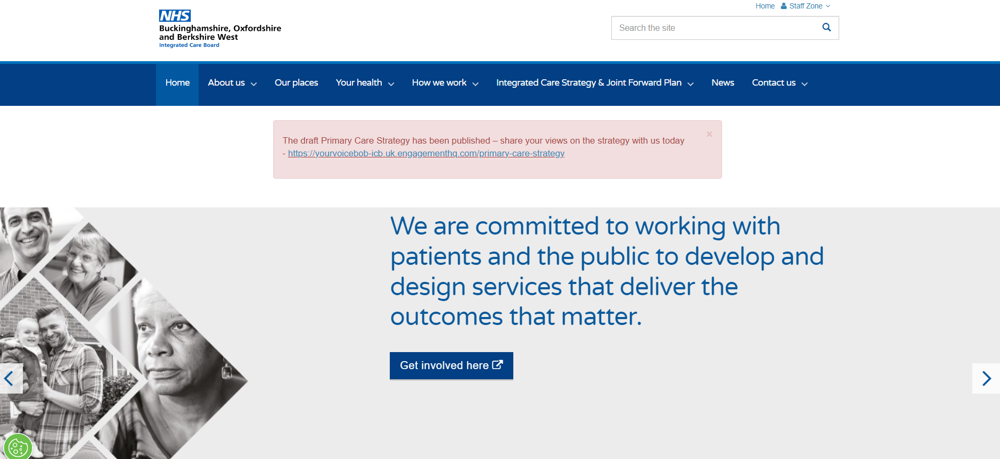 Home Staff Zone
NHS
Buckinghamshire, Oxfordshire
and Berkshire West
Integrated Care Board
Search the site
Home About us Our places Your health How we work Integrated Care Strategy & Joint Forward Plan News Contact us
×
The draft Primary Care Strategy has been published – share your views on the strategy with us today
- https://yourvoicebob-icb.uk.engagementhq.com/primary-care-strategy
We are committed to working with
patients and the public to develop and
design services that deliver the
outcomes that matter.
Get involved here